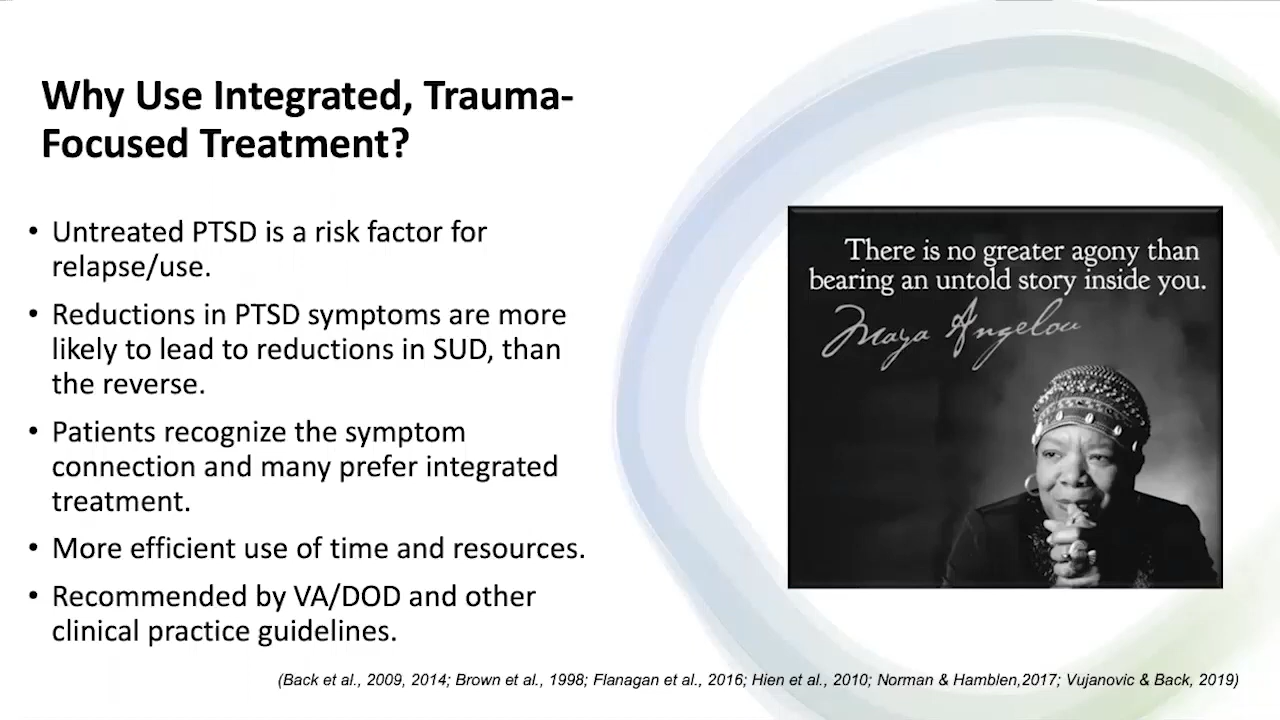 Why Use Integrated, Trauma-
Focused Treatment?
• Untreated PTSD is a risk factor for
relapse/use.
• Reductions in PTSD symptoms are more
likely to lead to reductions in SUD, than
the reverse.
• Patients recognize the symptom
connection and many prefer integrated
treatment.
• More efficient use of time and resources.
• Recommended by VA/DOD and other
clinical practice guidelines.
There is no greater agony than
bearing an untold story inside you.
Maya Angelou
(Back et al., 2009, 2014; Brown et al., 1998; Flanagan et al., 2016; Hien et al., 2010; Norman & Hamblen,2017; Vujanovic & Back, 2019)